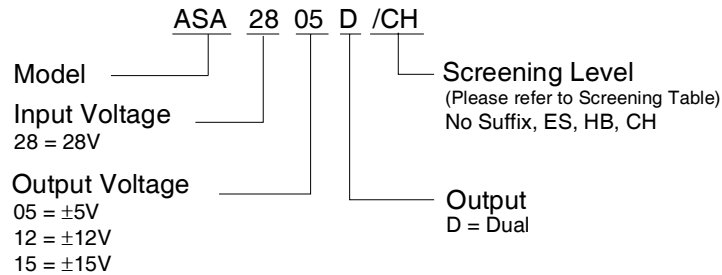 ASA 28 05 D /CH
Model
Input Voltage
28 = 28V
Output Voltage
05 = ±5V
12 = ±12V
15 = ±15V
Screening Level
(Please refer to Screening Table)
No Suffix, ES, HB, CH
Output
D = Dual